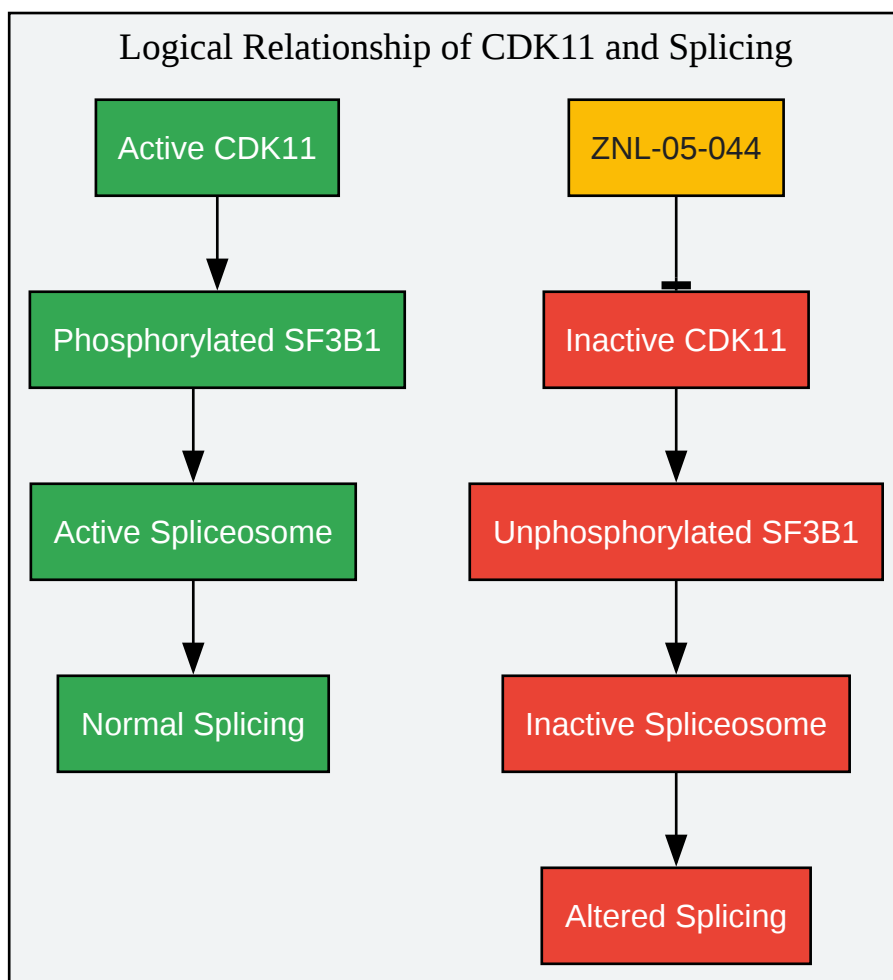 Logical Relationship of CDK11 and Splicing
Active CDK11
ZNL-05-044
Phosphorylated SF3B1
Inactive CDK11
Active Spliceosome
Unphosphorylated SF3B1
Normal Splicing
Inactive Spliceosome
Altered Splicing